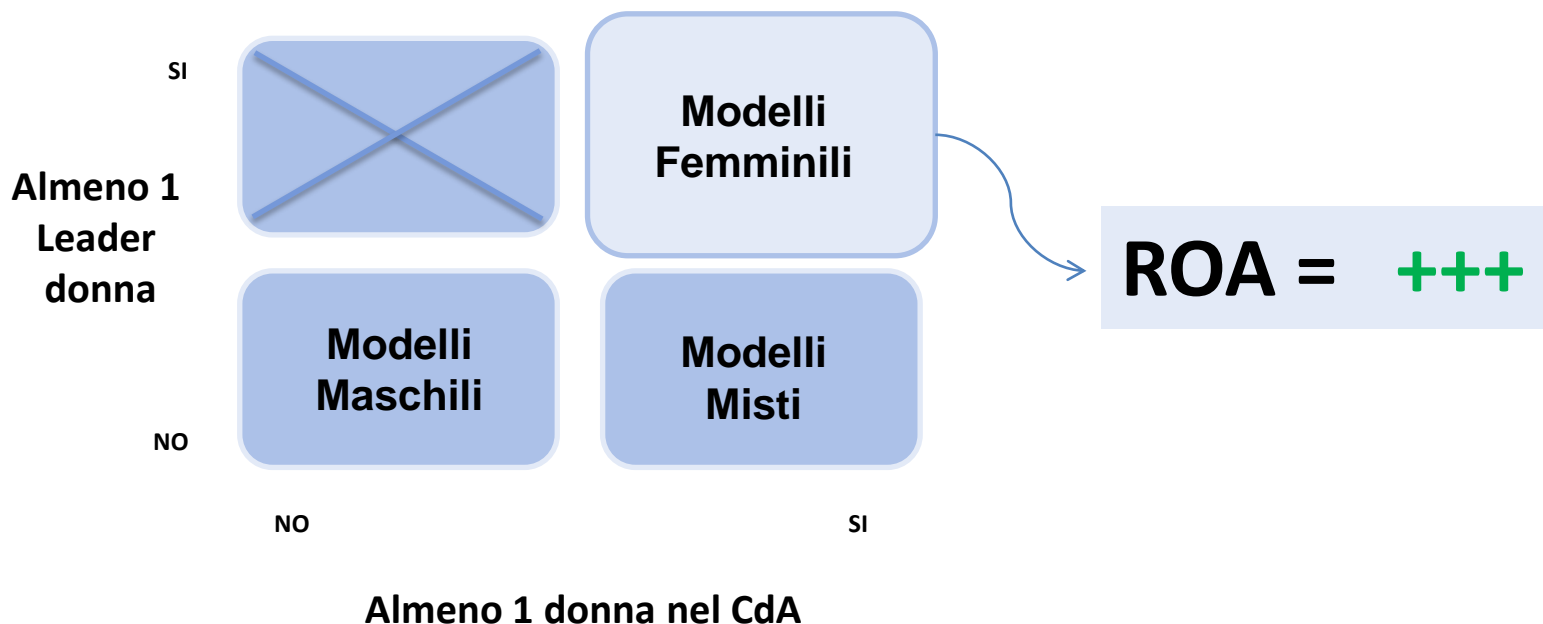 SI
Almeno 1
Leader
donna
NO
Modelli
Femminili
Modelli
Maschili
Modelli
Misti
ROA = +++
NO
SI
Almeno 1 donna nel CdA